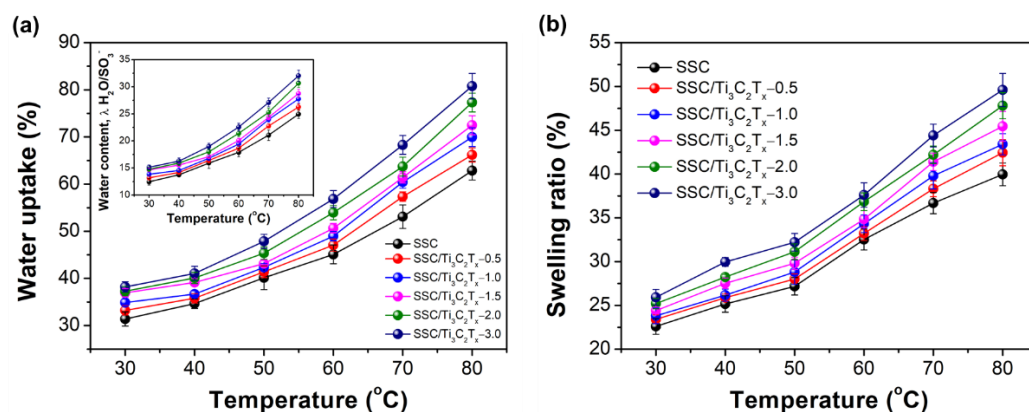 (a)
Water uptake (%)
90
80
70
60
50
40
30
30 40 50 60 70 80
Temperature (°C)
Water content, λ H₂O/SO₃⁻
35
30
25
20
15
10
30 40 50 60 70 80
Temperature (°C)
SSC
SSC/Ti₃C₂Tₓ–0.5
SSC/Ti₃C₂Tₓ–1.0
SSC/Ti₃C₂Tₓ–1.5
SSC/Ti₃C₂Tₓ–2.0
SSC/Ti₃C₂Tₓ–3.0
(b)
Swelling ratio (%)
55
50
45
40
35
30
25
20
30 40 50 60 70 80
Temperature (°C)
SSC
SSC/Ti₃C₂Tₓ–0.5
SSC/Ti₃C₂Tₓ–1.0
SSC/Ti₃C₂Tₓ–1.5
SSC/Ti₃C₂Tₓ–2.0
SSC/Ti₃C₂Tₓ–3.0